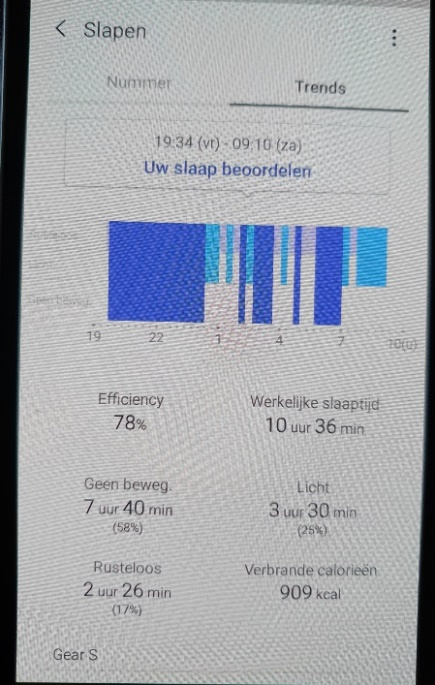 Slapen
Nummer
Trends
19:34 (vr) - 09:10 (za)
Uw slaap beoordelen
Geen beweg.
19 22 1 4 7 10(u)
Efficiency
Werkelijke slaaptijd
78%
10 uur 36 min
Geen beweg.
Licht
7 uur 40 min
3 uur 30 min
(58%)
(25%)
Rusteloos
Verbrande calorieën
2 uur 26 min
909 kcal
(17%)
Gear S